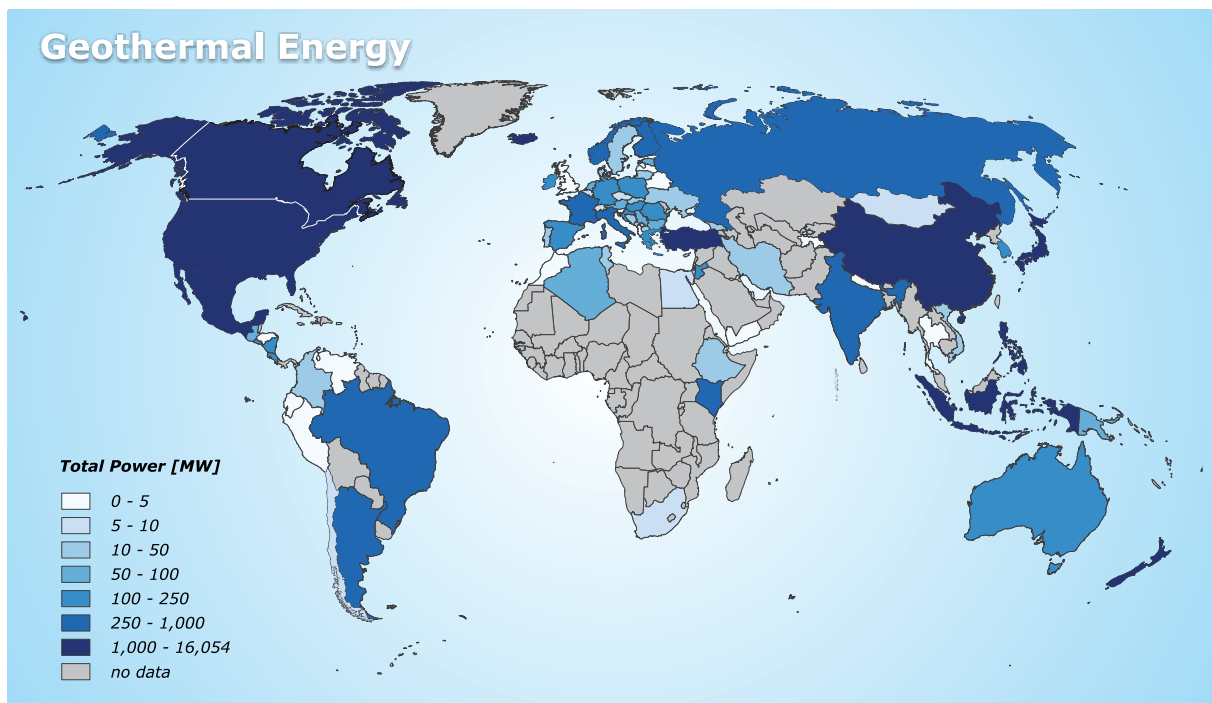 Geothermal Energy
Total Power [MW]
0 - 5
5 - 10
10 - 50
50 - 100
100 - 250
250 - 1,000
1,000 - 16,054
no data